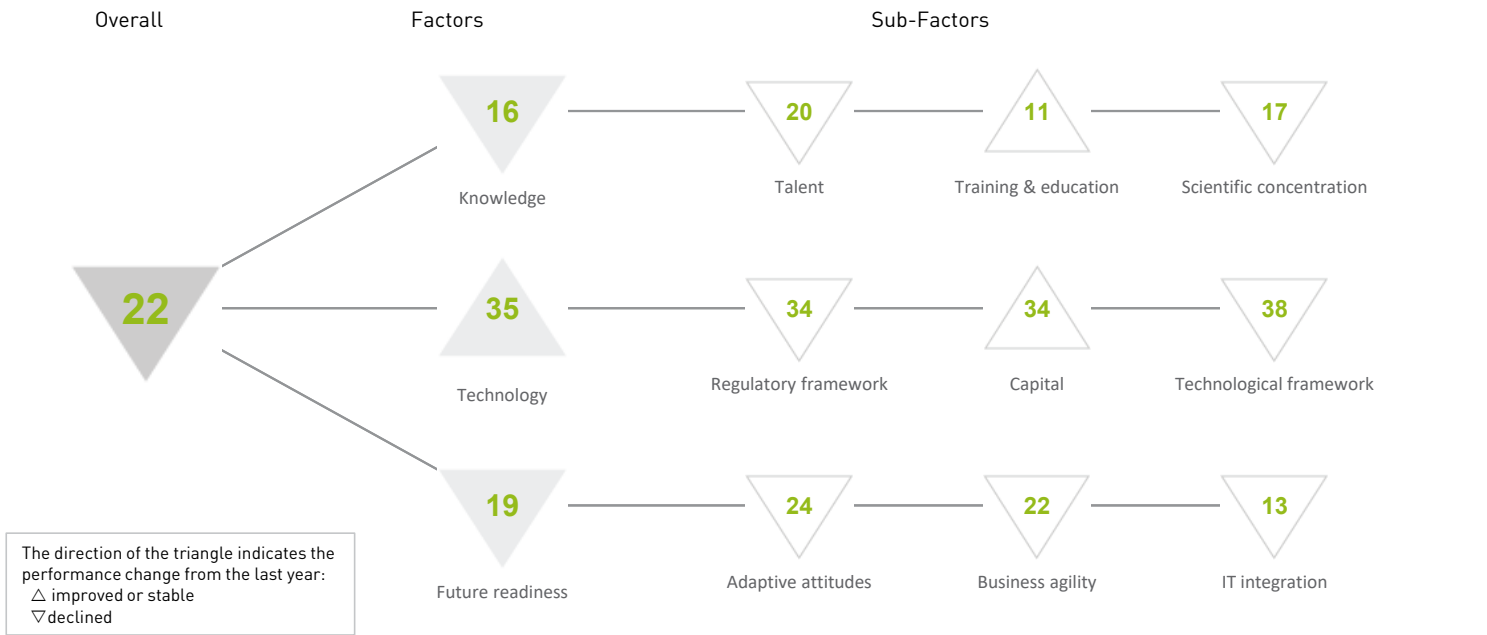 Overall
Factors
Sub-Factors
16
20
11
17
Knowledge
Talent
Training & education
Scientific concentration
22
35
34
34
38
Technology
Regulatory framework
Capital
Technological framework
19
24
22
13
Future readiness
Adaptive attitudes
Business agility
IT integration
The direction of the triangle indicates the
performance change from the last year:
△ improved or stable
▽ declined